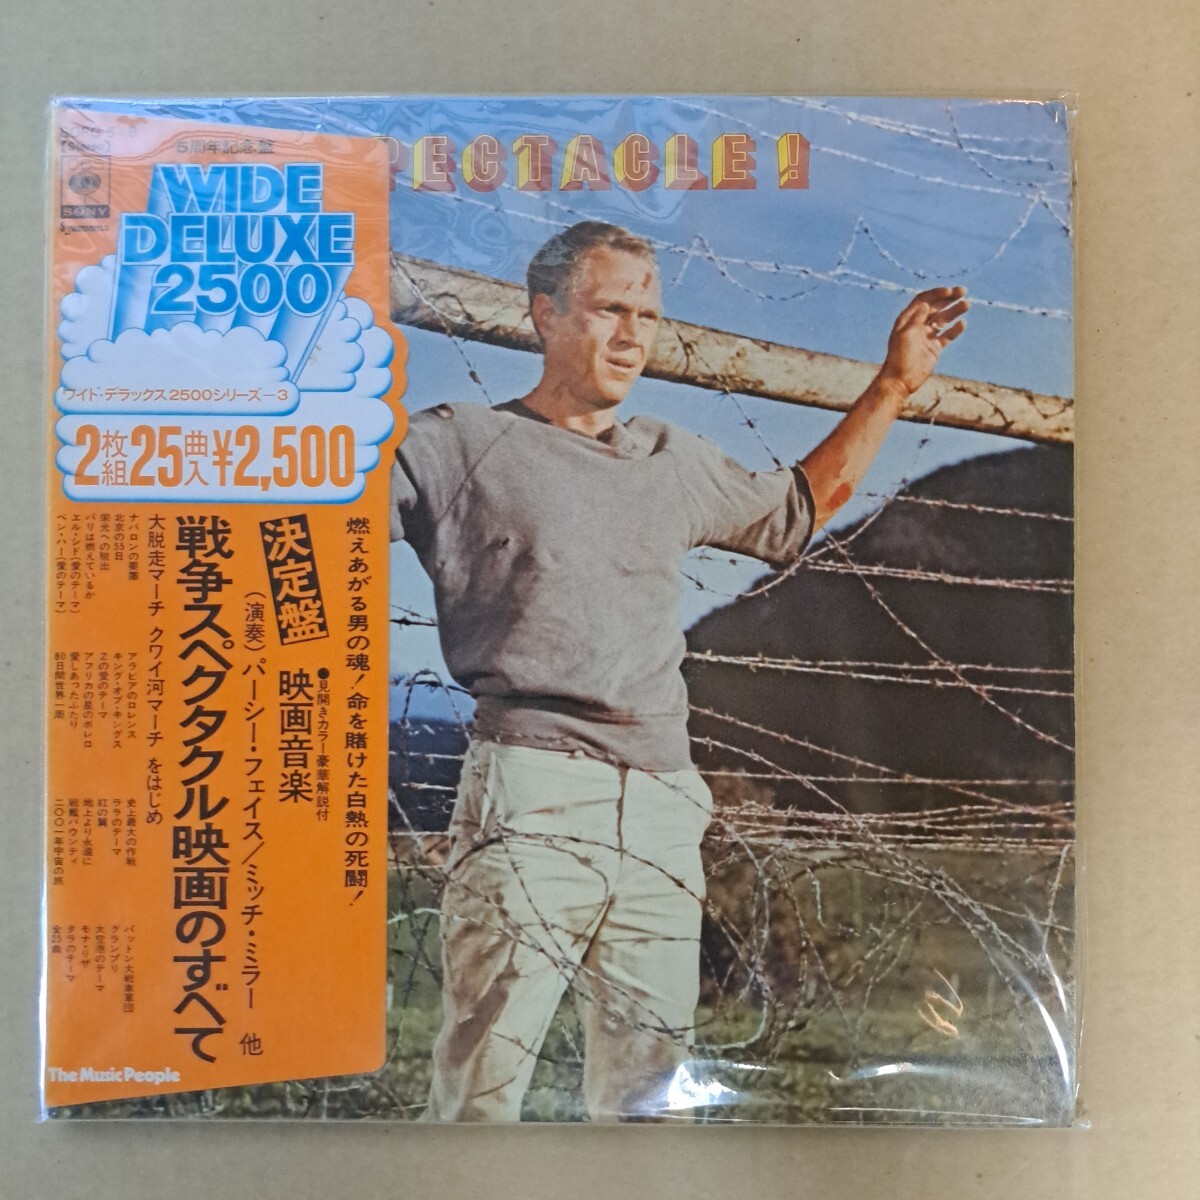 PECTACLE!
[Stereo]
SONY
5周年記念盤
WIDE
DELUXE
2500
ワイド・デラックス2500シリーズ-3
2枚組25曲入¥2,500
燃えあがる男の魂!命を賭けた白熱の死闘!
●見開きカラー豪華解説付
決定盤
映画音楽
(演奏)パーシー・フェイス/ミッチ・ミラー 他
戦争スペクタクル映画のすべて
大脱走マーチ クワイ河マーチ をはじめ
ナバロンの要塞
北京の55日
栄光への脱出
パリは燃えているか
エル・シド(愛のテーマ)
ベン・ハー(愛のテーマ)
アラビアのロレンス
キング・オブ・キングス
Zの愛のテーマ
アフリカの星のボレロ
愛しあったふたり
80日間世界一周
史上最大の作戦
ララのテーマ
紅の翼
地上より永遠に
戦艦バウンティ
二〇〇一年宇宙の旅
パットン大戦車軍団
グランプリ
大空港のテーマ
モナ・リザ
タラのテーマ
全25曲
The Music People